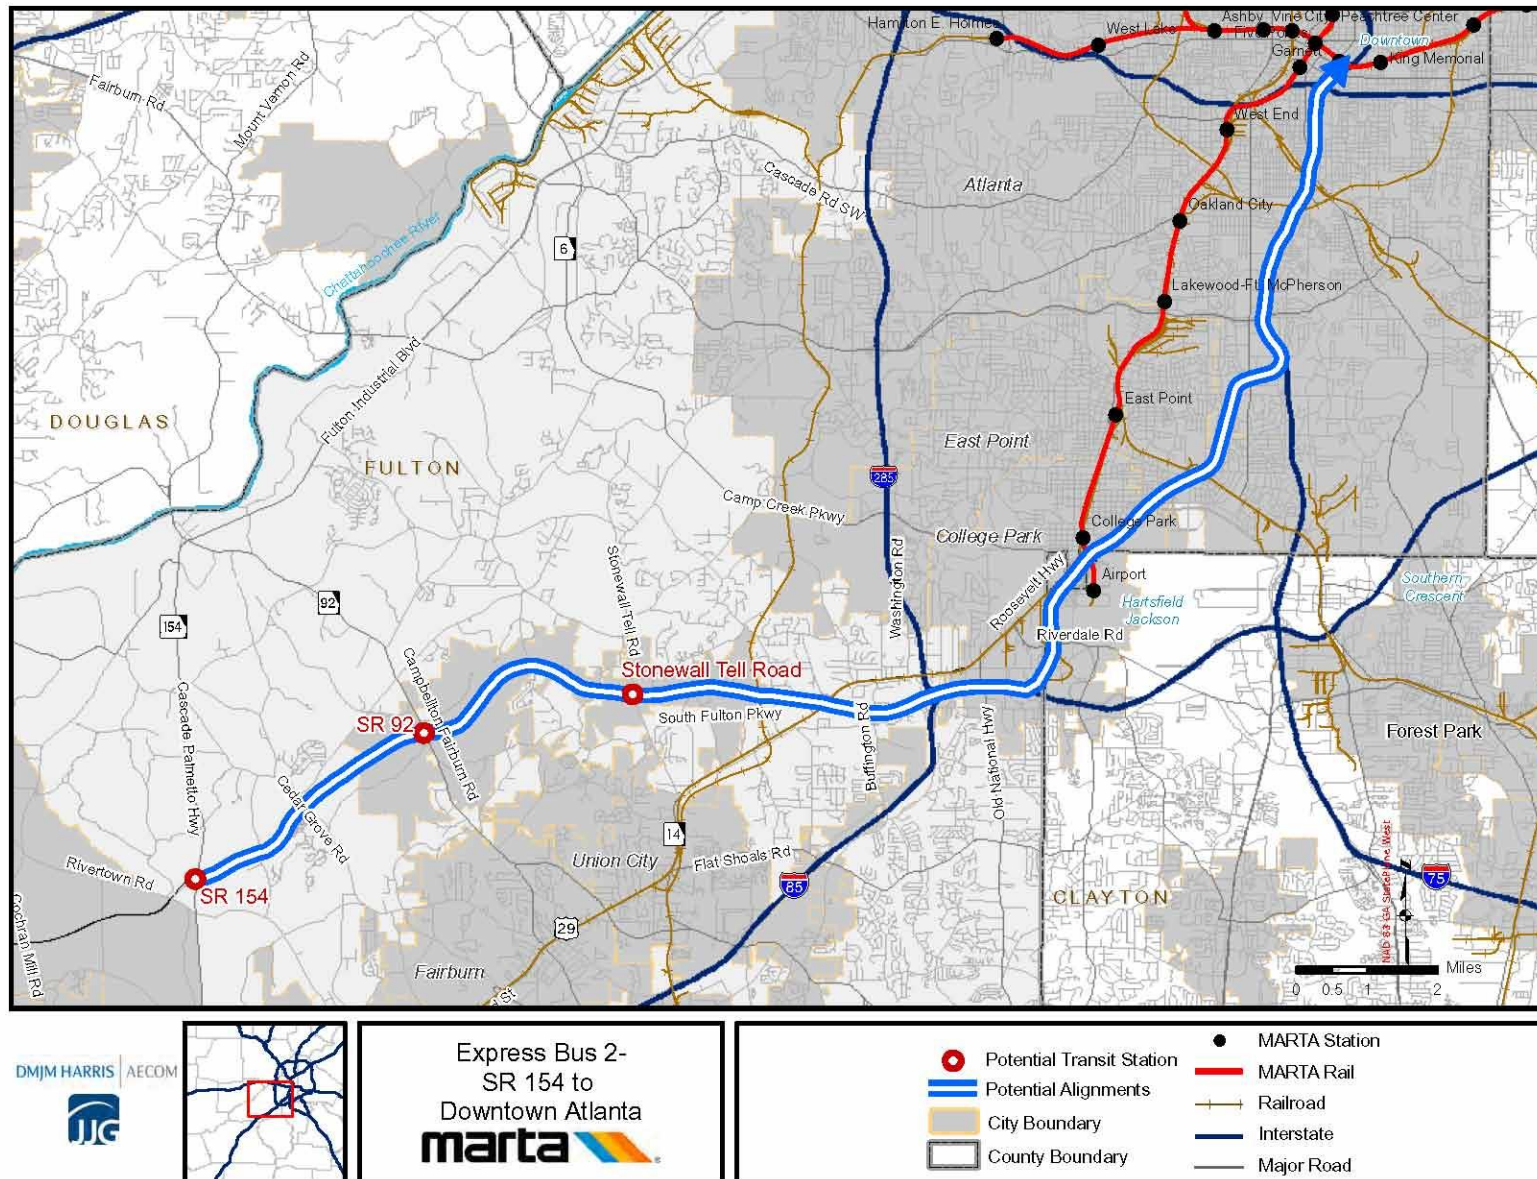 Hamilton E. Holmes
West Lake
Ashby
Vine City
Peachtree Center
Five Points
Garnett
Downtown
King Memorial
Fairburn Rd
Mount Vernon Rd
West End
Cascade Rd SW
Atlanta
6
Oakland City
Chattahoochee River
Lakewood-Ft. McPherson
Fulton Industrial Blvd
East Point
DOUGLAS
FULTON
East Point
285
Camp Creek Pkwy
College Park
College Park
Washington Rd
Roosevelt Hwy
Airport
Hartsfield
Jackson
Southern
Crescent
Stonewall Tell Rd
92
154
Riverdale Rd
Campbellton Fairburn Rd
Stonewall Tell Road
Cascade Palmetto Hwy
SR 92
South Fulton Pkwy
Buffington Rd
Old National Hwy
Forest Park
Cedar Grove Rd
14
Union City
Flat Shoals Rd
Rivertown Rd
SR 154
85
75
CLAYTON
Cochran Mill Rd
29
Fairburn
St
NAD 83 GA StatePlane West
Miles
0 0.5 1 2
DMJM HARRIS AECOM
JJG
Express Bus 2-
SR 154 to
Downtown Atlanta
marta
Potential Transit Station
Potential Alignments
City Boundary
County Boundary
MARTA Station
MARTA Rail
Railroad
Interstate
Major Road